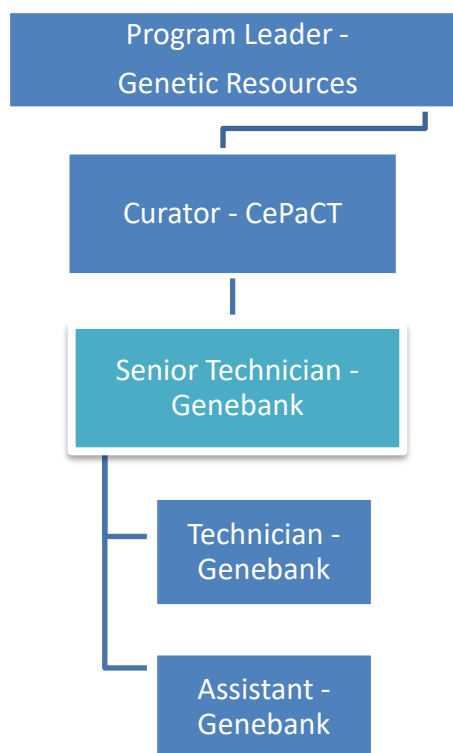 Program Leader -
Genetic Resources
Curator - CePaCT
Senior Technician -
Genebank
Technician -
Genebank
Assistant -
Genebank